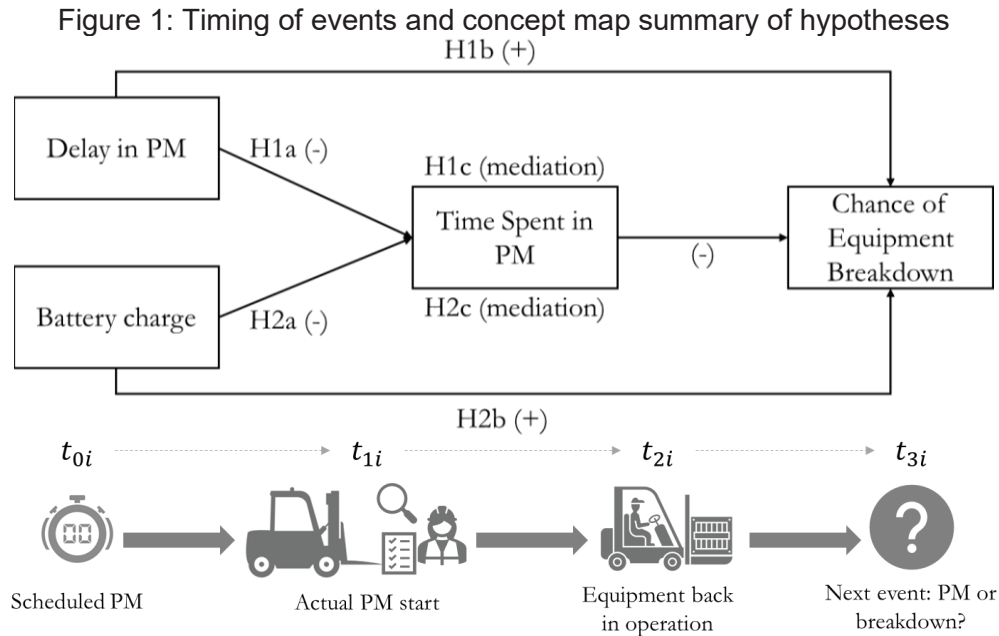 Figure 1: Timing of events and concept map summary of hypotheses
H1b (+)
Delay in PM
H1a (-)
H1c (mediation)
Time Spent in
PM
(-)
Chance of
Equipment
Breakdown
Battery charge
H2a (-)
H2c (mediation)
H2b (+)
t0i
t1i
t2i
t3i
00
?
Scheduled PM
Actual PM start
Equipment back
in operation
Next event: PM or
breakdown?